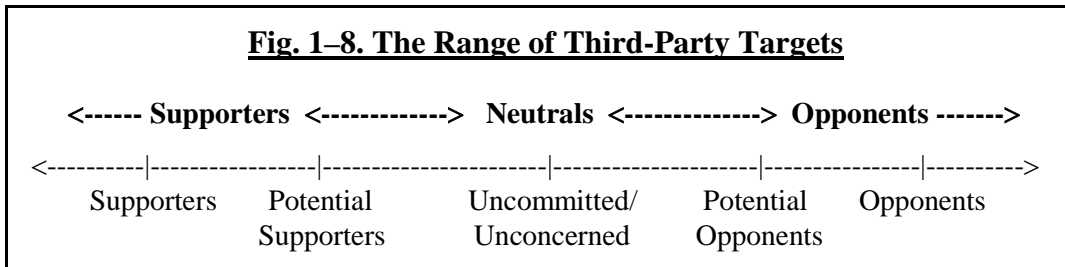 Fig. 1–8. The Range of Third-Party Targets
<------ Supporters <-------------> Neutrals <--------------> Opponents ------->
<----------|-----------------|-----------------------|---------------------|----------------|---------->
Supporters Potential Uncommitted/ Potential Opponents
Supporters Unconcerned Opponents